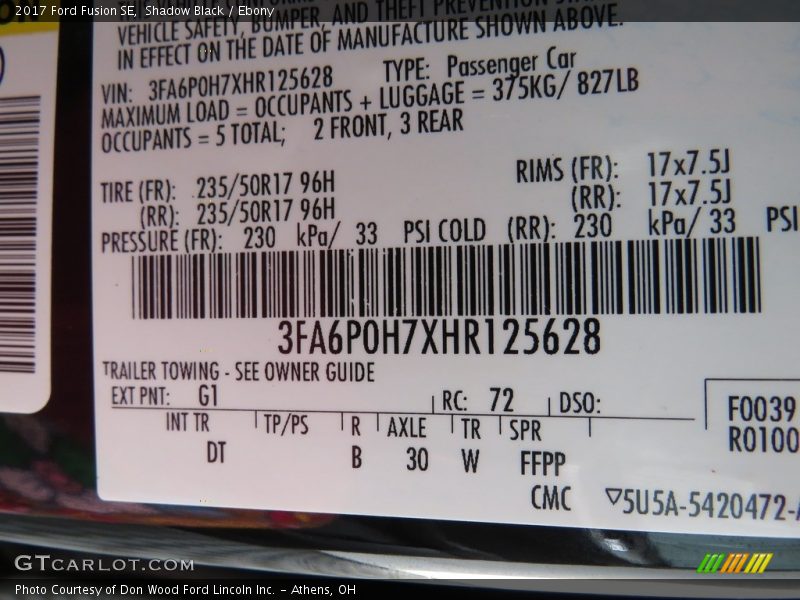 2017 Ford Fusion SE,  Shadow Black / Ebony
VEHICLE SAFETY, BUMPER, AND THEFT PREVENTION
IN EFFECT ON THE DATE OF MANUFACTURE SHOWN ABOVE.
VIN: 3FA6P0H7XHR125628 TYPE: Passenger Car
MAXIMUM LOAD = OCCUPANTS + LUGGAGE = 375KG/ 827LB
OCCUPANTS = 5 TOTAL; 2 FRONT, 3 REAR
TIRE (FR): 235/50R17 96H RIMS (FR): 17x7.5J
(RR): 235/50R17 96H (RR): 17x7.5J
PRESSURE (FR): 230 kPa/ 33 PSI COLD (RR): 230 kPa/ 33 PSI
3FA6P0H7XHR125628
TRAILER TOWING - SEE OWNER GUIDE
EXT PNT: G1 RC: 72 DSO:
F0039
INT TR TP/PS R AXLE TR SPR
R0100
DT B 30 W FFPP
CMC ▽5U5A-5420472-
GTCARLOT.COM
Photo Courtesy of Don Wood Ford Lincoln Inc. – Athens, OH